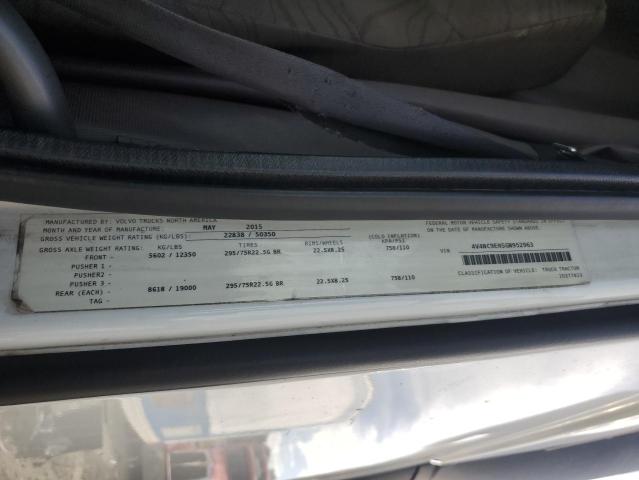 MANUFACTURED BY: VOLVO TRUCKS NORTH AMERICA
MONTH AND YEAR OF MANUFACTURE: MAY 2015
GROSS VEHICLE WEIGHT RATING (KG/LBS) 22838 / 50350
GROSS AXLE WEIGHT RATING: KG/LBS TIRES RIMS/WHEELS (COLD INFLATION) KPA/PSI
FRONT - 5602 / 12350 295/75R22.5G BR 22.5X8.25 758/110
PUSHER 1 -
PUSHER2 -
PUSHER 3 -
REAR (EACH) - 8618 / 19000 295/75R22.5G BR 22.5X8.25 758/110
TAG -
FEDERAL MOTOR VEHICLE SAFETY STANDARDS IN EFFECT
ON THE DATE OF MANUFACTURE SHOWN ABOVE.
VIN 4V4NC9EH5GN952963
CLASSIFICATION OF VEHICLE: TRUCK TRACTOR